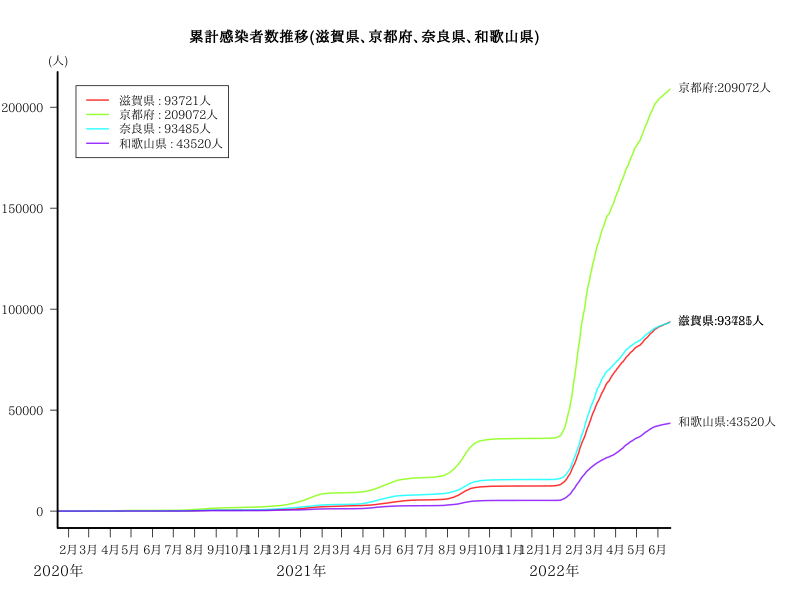 累計感染者数推移(滋賀県、京都府、奈良県、和歌山県)
(人)
滋賀県 : 93721人
京都府 : 209072人
奈良県 : 93485人
和歌山県 : 43520人
京都府:209072人
和歌山県:43520人
200000
150000
100000
50000
0
2月 3月 4月 5月 6月 7月 8月 9月 10月 11月 12月 1月 2月 3月 4月 5月 6月 7月 8月 9月 10月 11月 12月 1月 2月 3月 4月 5月 6月
2020年 2021年 2022年